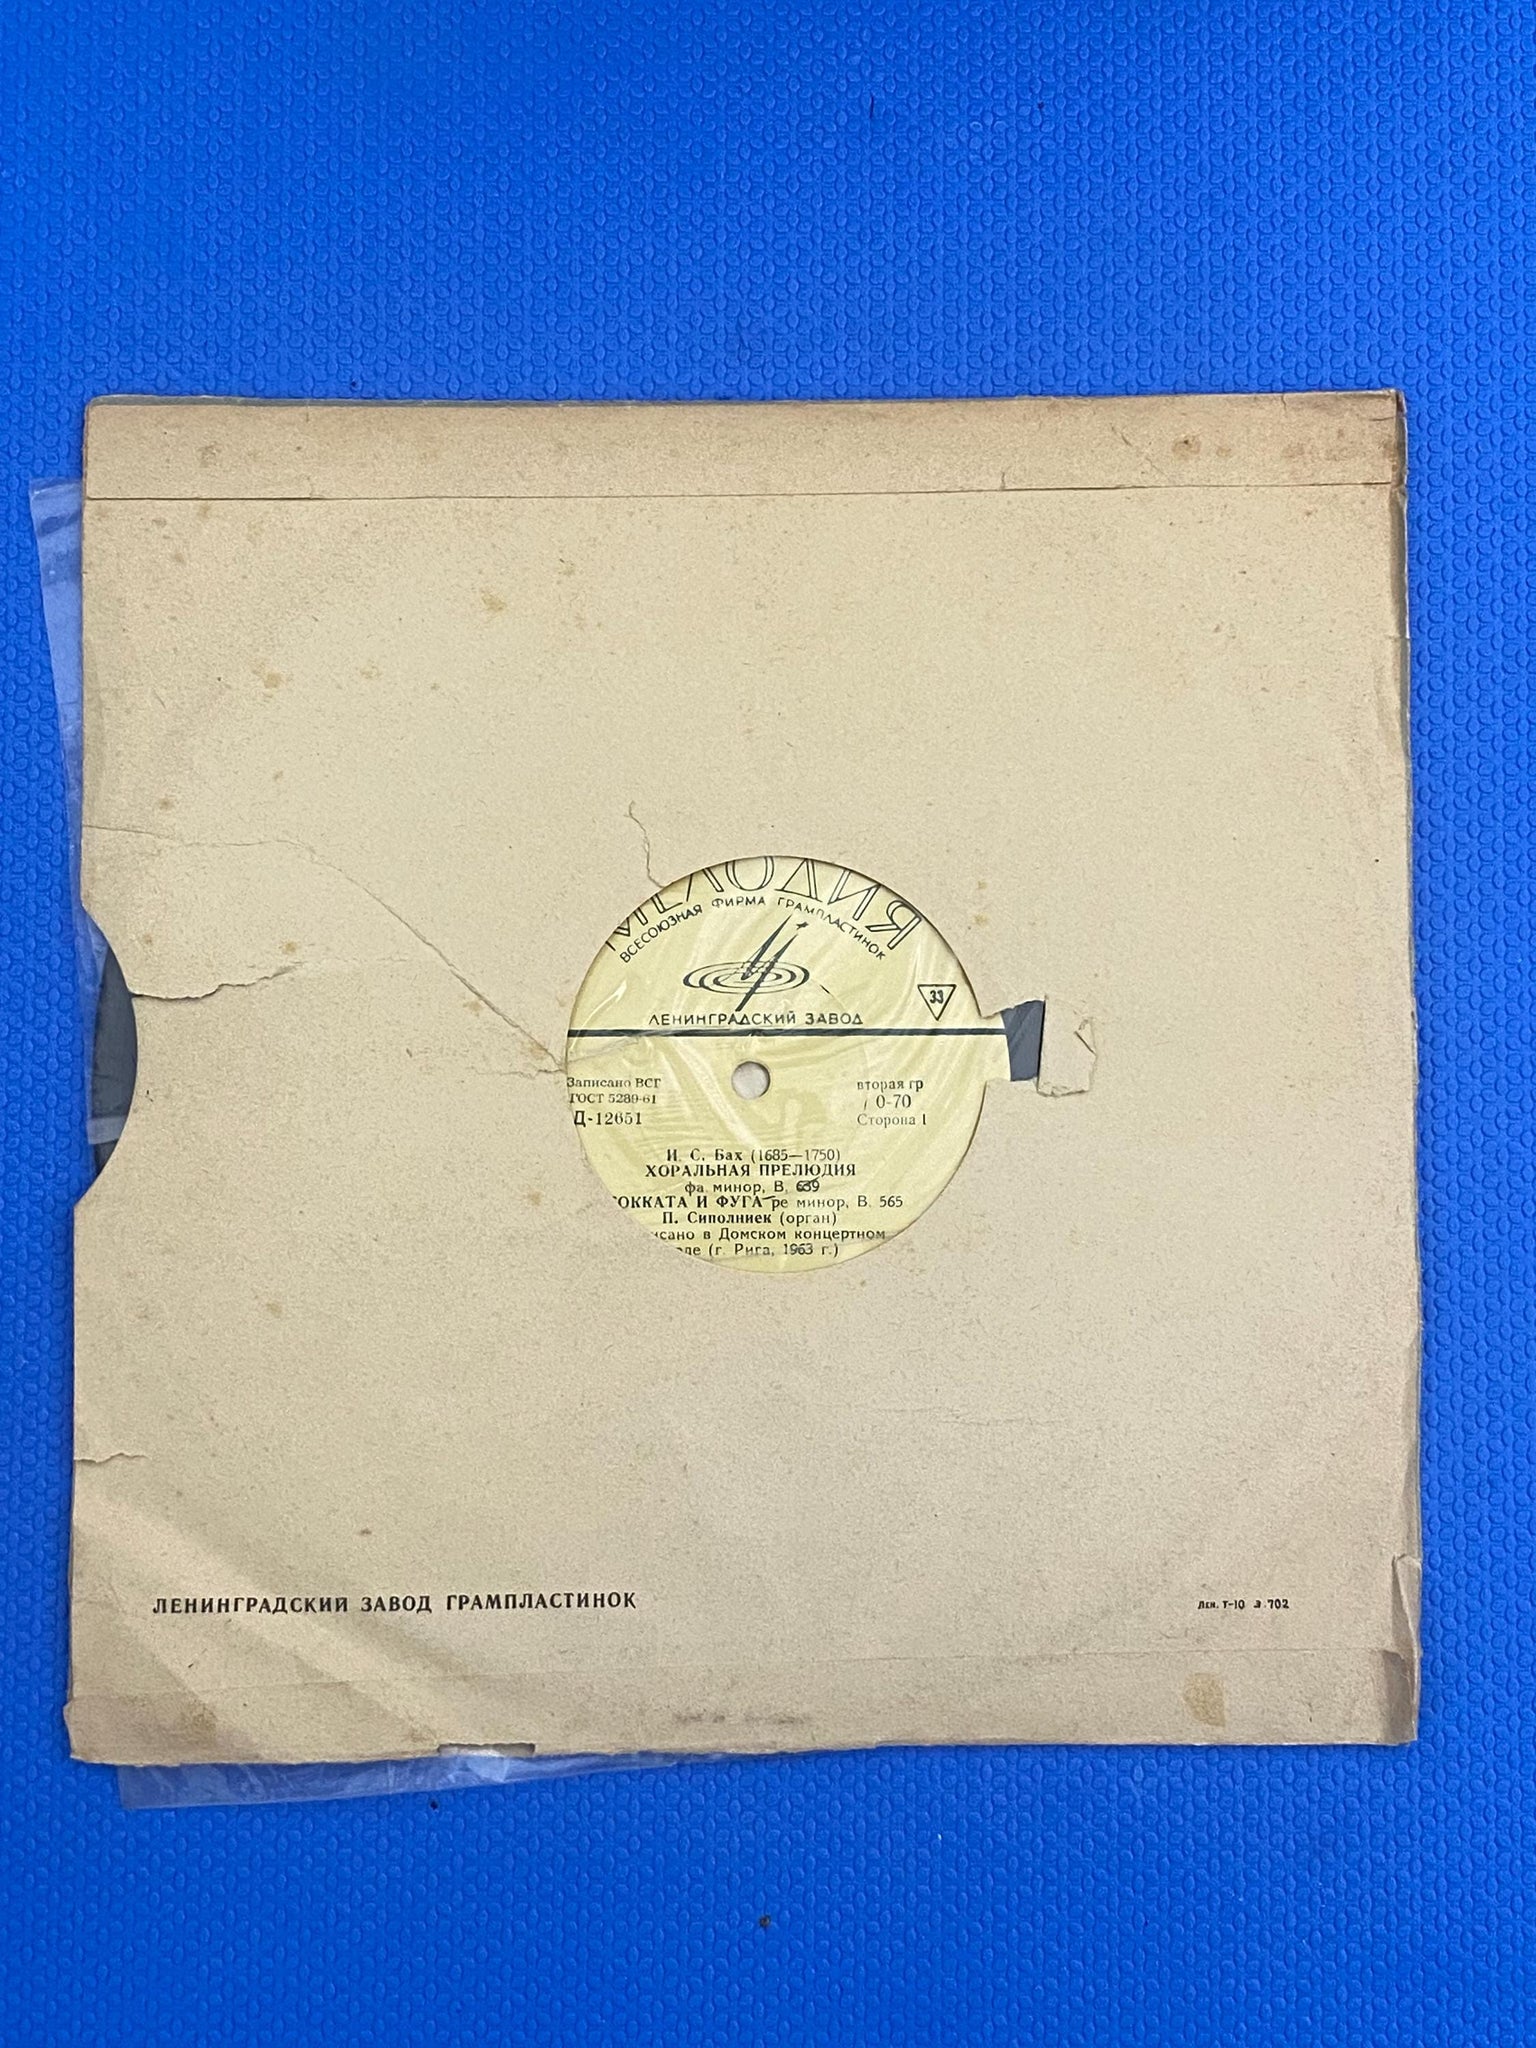 МЕЛОДИЯ
ВСЕСОЮЗНАЯ ФИРМА ГРАМПЛАСТИНОК
33
ЛЕНИНГРАДСКИЙ ЗАВОД
Записано ВСГ
ГОСТ 5289-61
Д-12651
вторая гр
0-70
Сторона 1
И. С. Бах (1685—1750)
ХОРАЛЬНАЯ ПРЕЛЮДИЯ
фа минор, В. 639
ОККАТА И ФУГА ре минор, В. 565
П. Сиполниек (орган)
исано в Домском концертном
але (г. Рига, 1963 г.)
ЛЕНИНГРАДСКИЙ ЗАВОД ГРАМПЛАСТИНОК
ЛЕН. Т-10 З 702